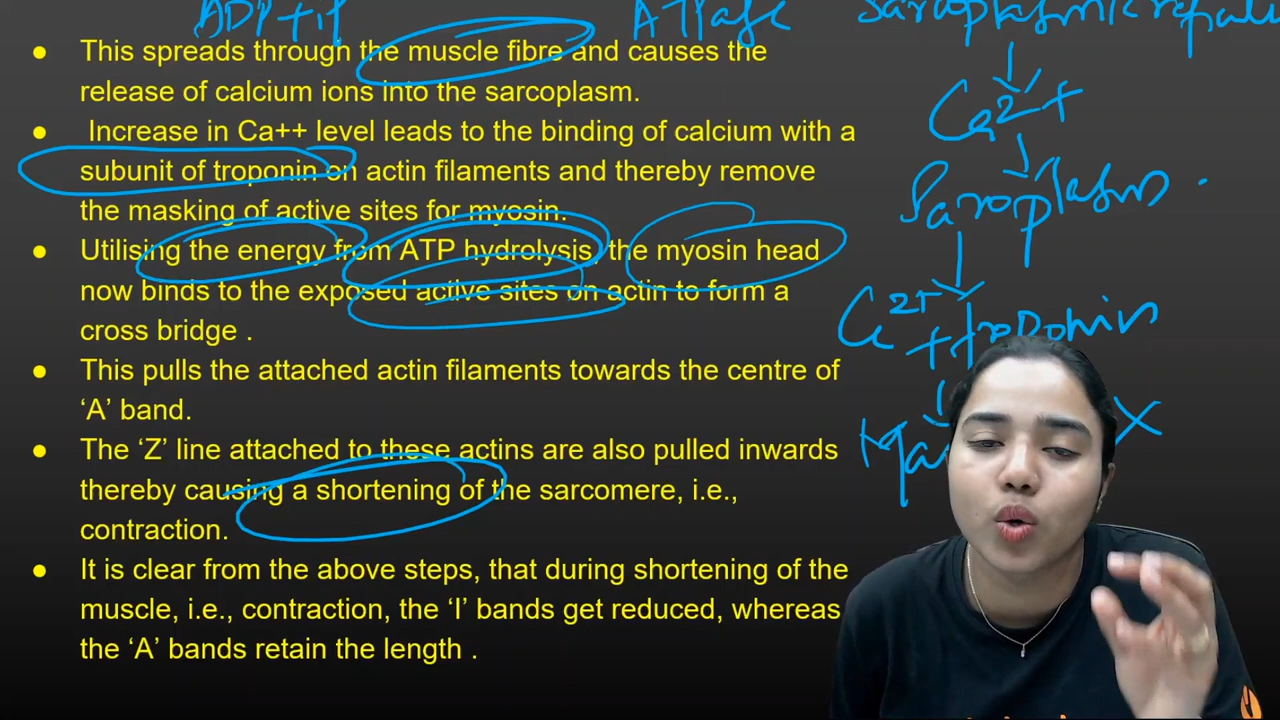 ADP + iP ATPase Sarcoplasmic
● This spreads through the muscle fibre and causes the
release of calcium ions into the sarcoplasm.
● Increase in Ca++ level leads to the binding of calcium with a
subunit of troponin on actin filaments and thereby remove
the masking of active sites for myosin.
● Utilising the energy from ATP hydrolysis, the myosin head
now binds to the exposed active sites on actin to form a
cross bridge .
● This pulls the attached actin filaments towards the centre of
‘A’ band.
● The ‘Z’ line attached to these actins are also pulled inwards
thereby causing a shortening of the sarcomere, i.e.,
contraction.
● It is clear from the above steps, that during shortening of the
muscle, i.e., contraction, the ‘I’ bands get reduced, whereas
the ‘A’ bands retain the length .
Ca2+
Ca2+
+ troponin
X